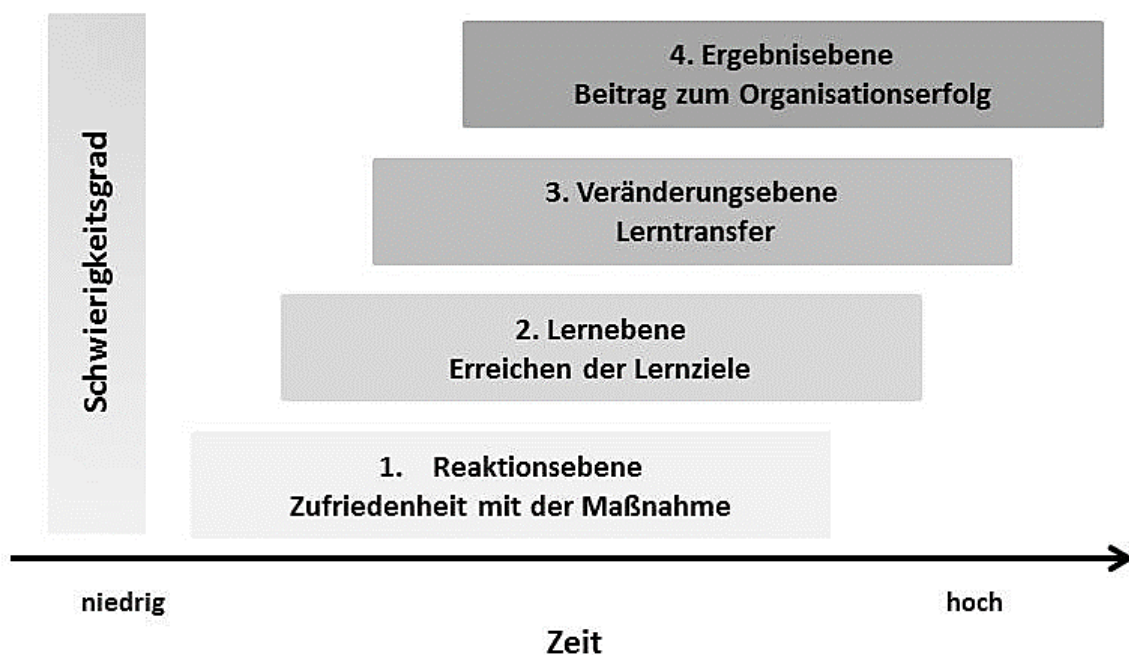 4. Ergebnisebene
Beitrag zum Organisationserfolg
3. Veränderungsebene
Lerntransfer
2. Lernebene
Erreichen der Lernziele
1. Reaktionsebene
Zufriedenheit mit der Maßnahme
Schwierigkeitsgrad
niedrig
hoch
Zeit